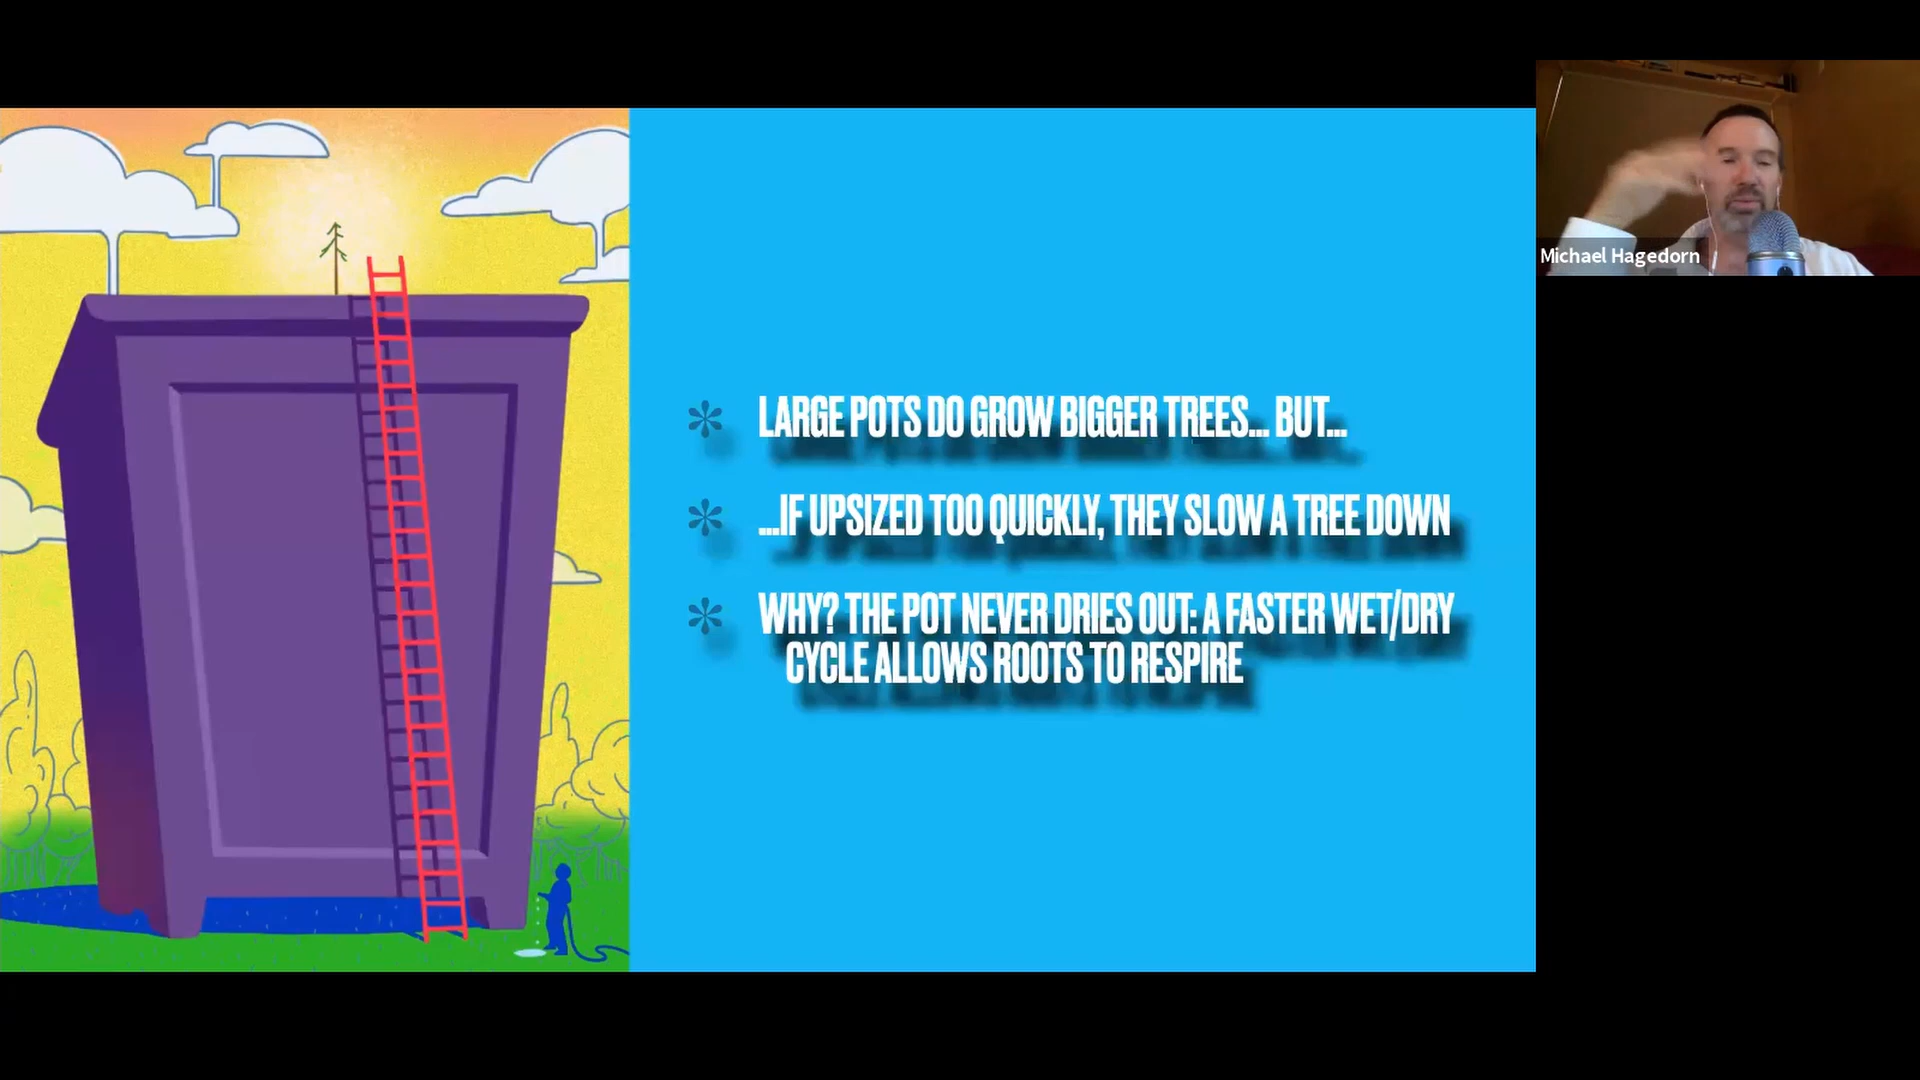 LARGE POTS DO GROW BIGGER TREES... BUT...
...IF UPSIZED TOO QUICKLY, THEY SLOW A TREE DOWN
WHY? THE POT NEVER DRIES OUT: A FASTER WET/DRY
CYCLE ALLOWS ROOTS TO RESPIRE
Michael Hagedorn